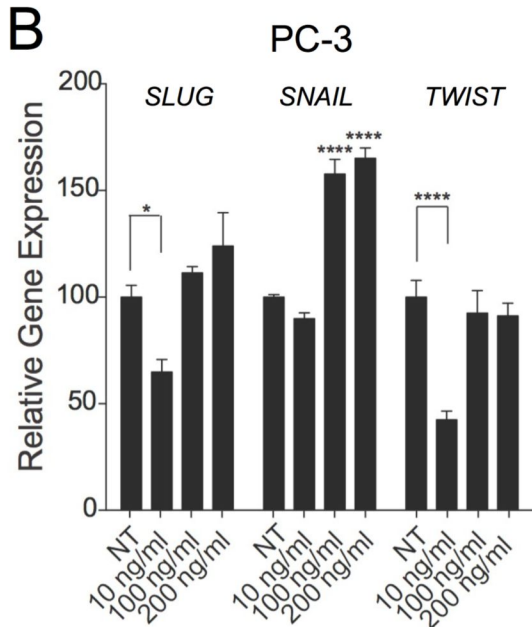 B
PC-3
SLUG SNAIL TWIST
Relative Gene Expression
200
150
100
50
0
*
****
****
****
NT
10 ng/ml
100 ng/ml
200 ng/ml
NT
10 ng/ml
100 ng/ml
200 ng/ml
NT
10 ng/ml
100 ng/ml
200 ng/ml